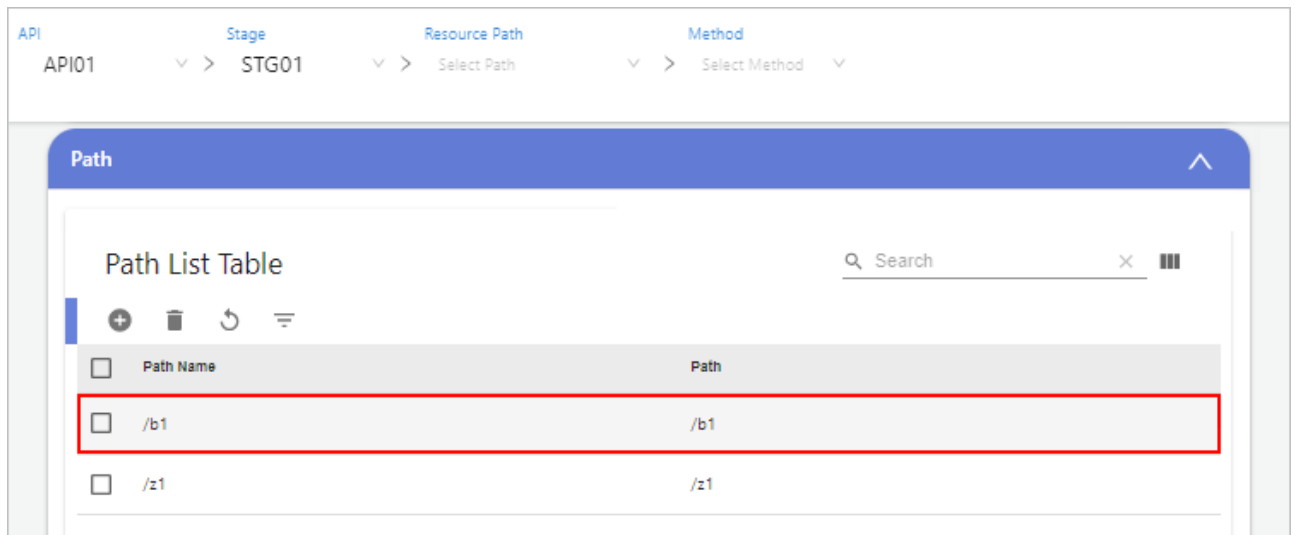 API Stage Resource Path Method
API01 > STG01 > Select Path > Select Method
Path
Path List Table Search
Path Name Path
/b1 /b1
/z1 /z1